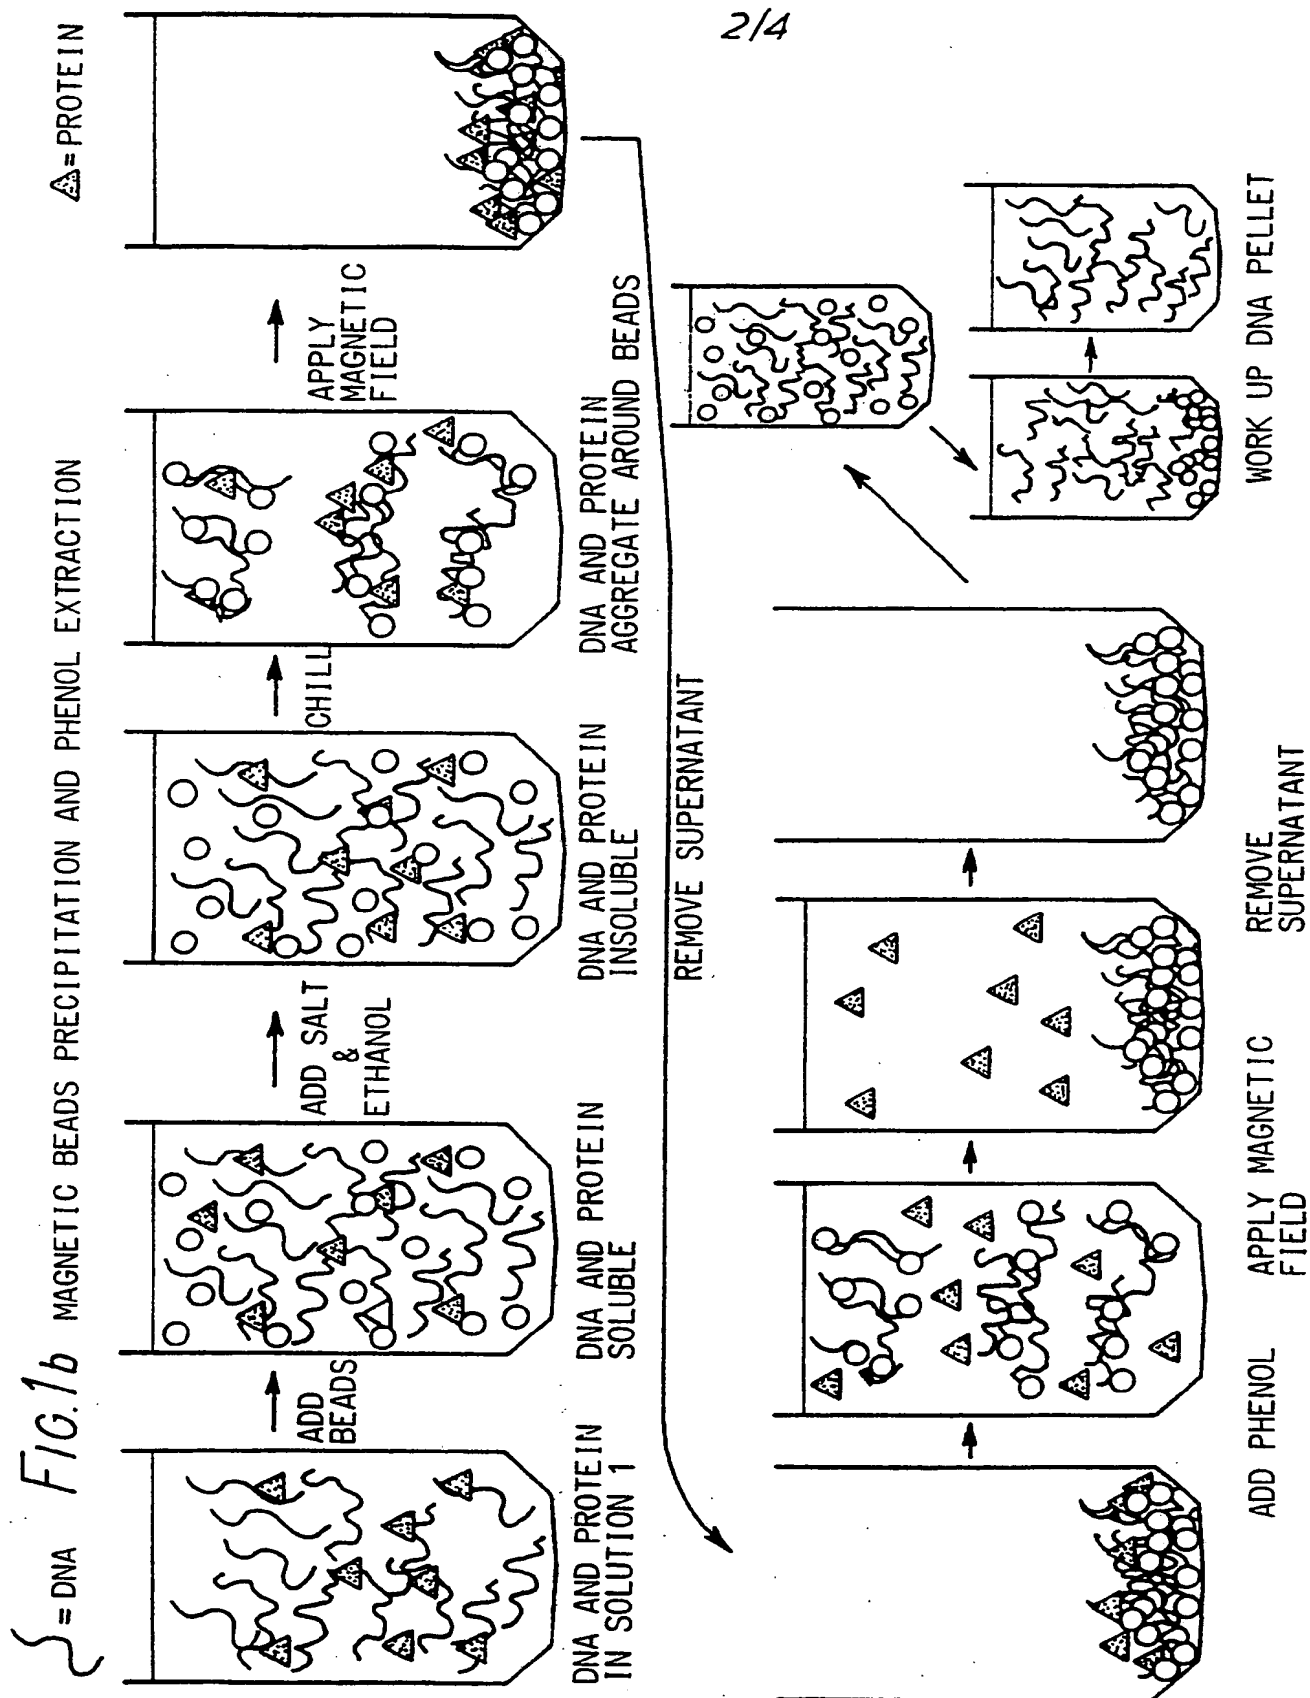 2/4
= DNA
FIG.1b MAGNETIC BEADS PRECIPITATION AND PHENOL EXTRACTION
= PROTEIN
ADD
BEADS
ADD SALT
&
ETHANOL
CHILL
APPLY
MAGNETIC
FIELD
DNA AND PROTEIN
IN SOLUTION 1
DNA AND PROTEIN
SOLUBLE
DNA AND PROTEIN
INSOLUBLE
DNA AND PROTEIN
AGGREGATE AROUND BEADS
REMOVE SUPERNATANT
ADD PHENOL
APPLY MAGNETIC
FIELD
REMOVE
SUPERNATANT
WORK UP DNA PELLET